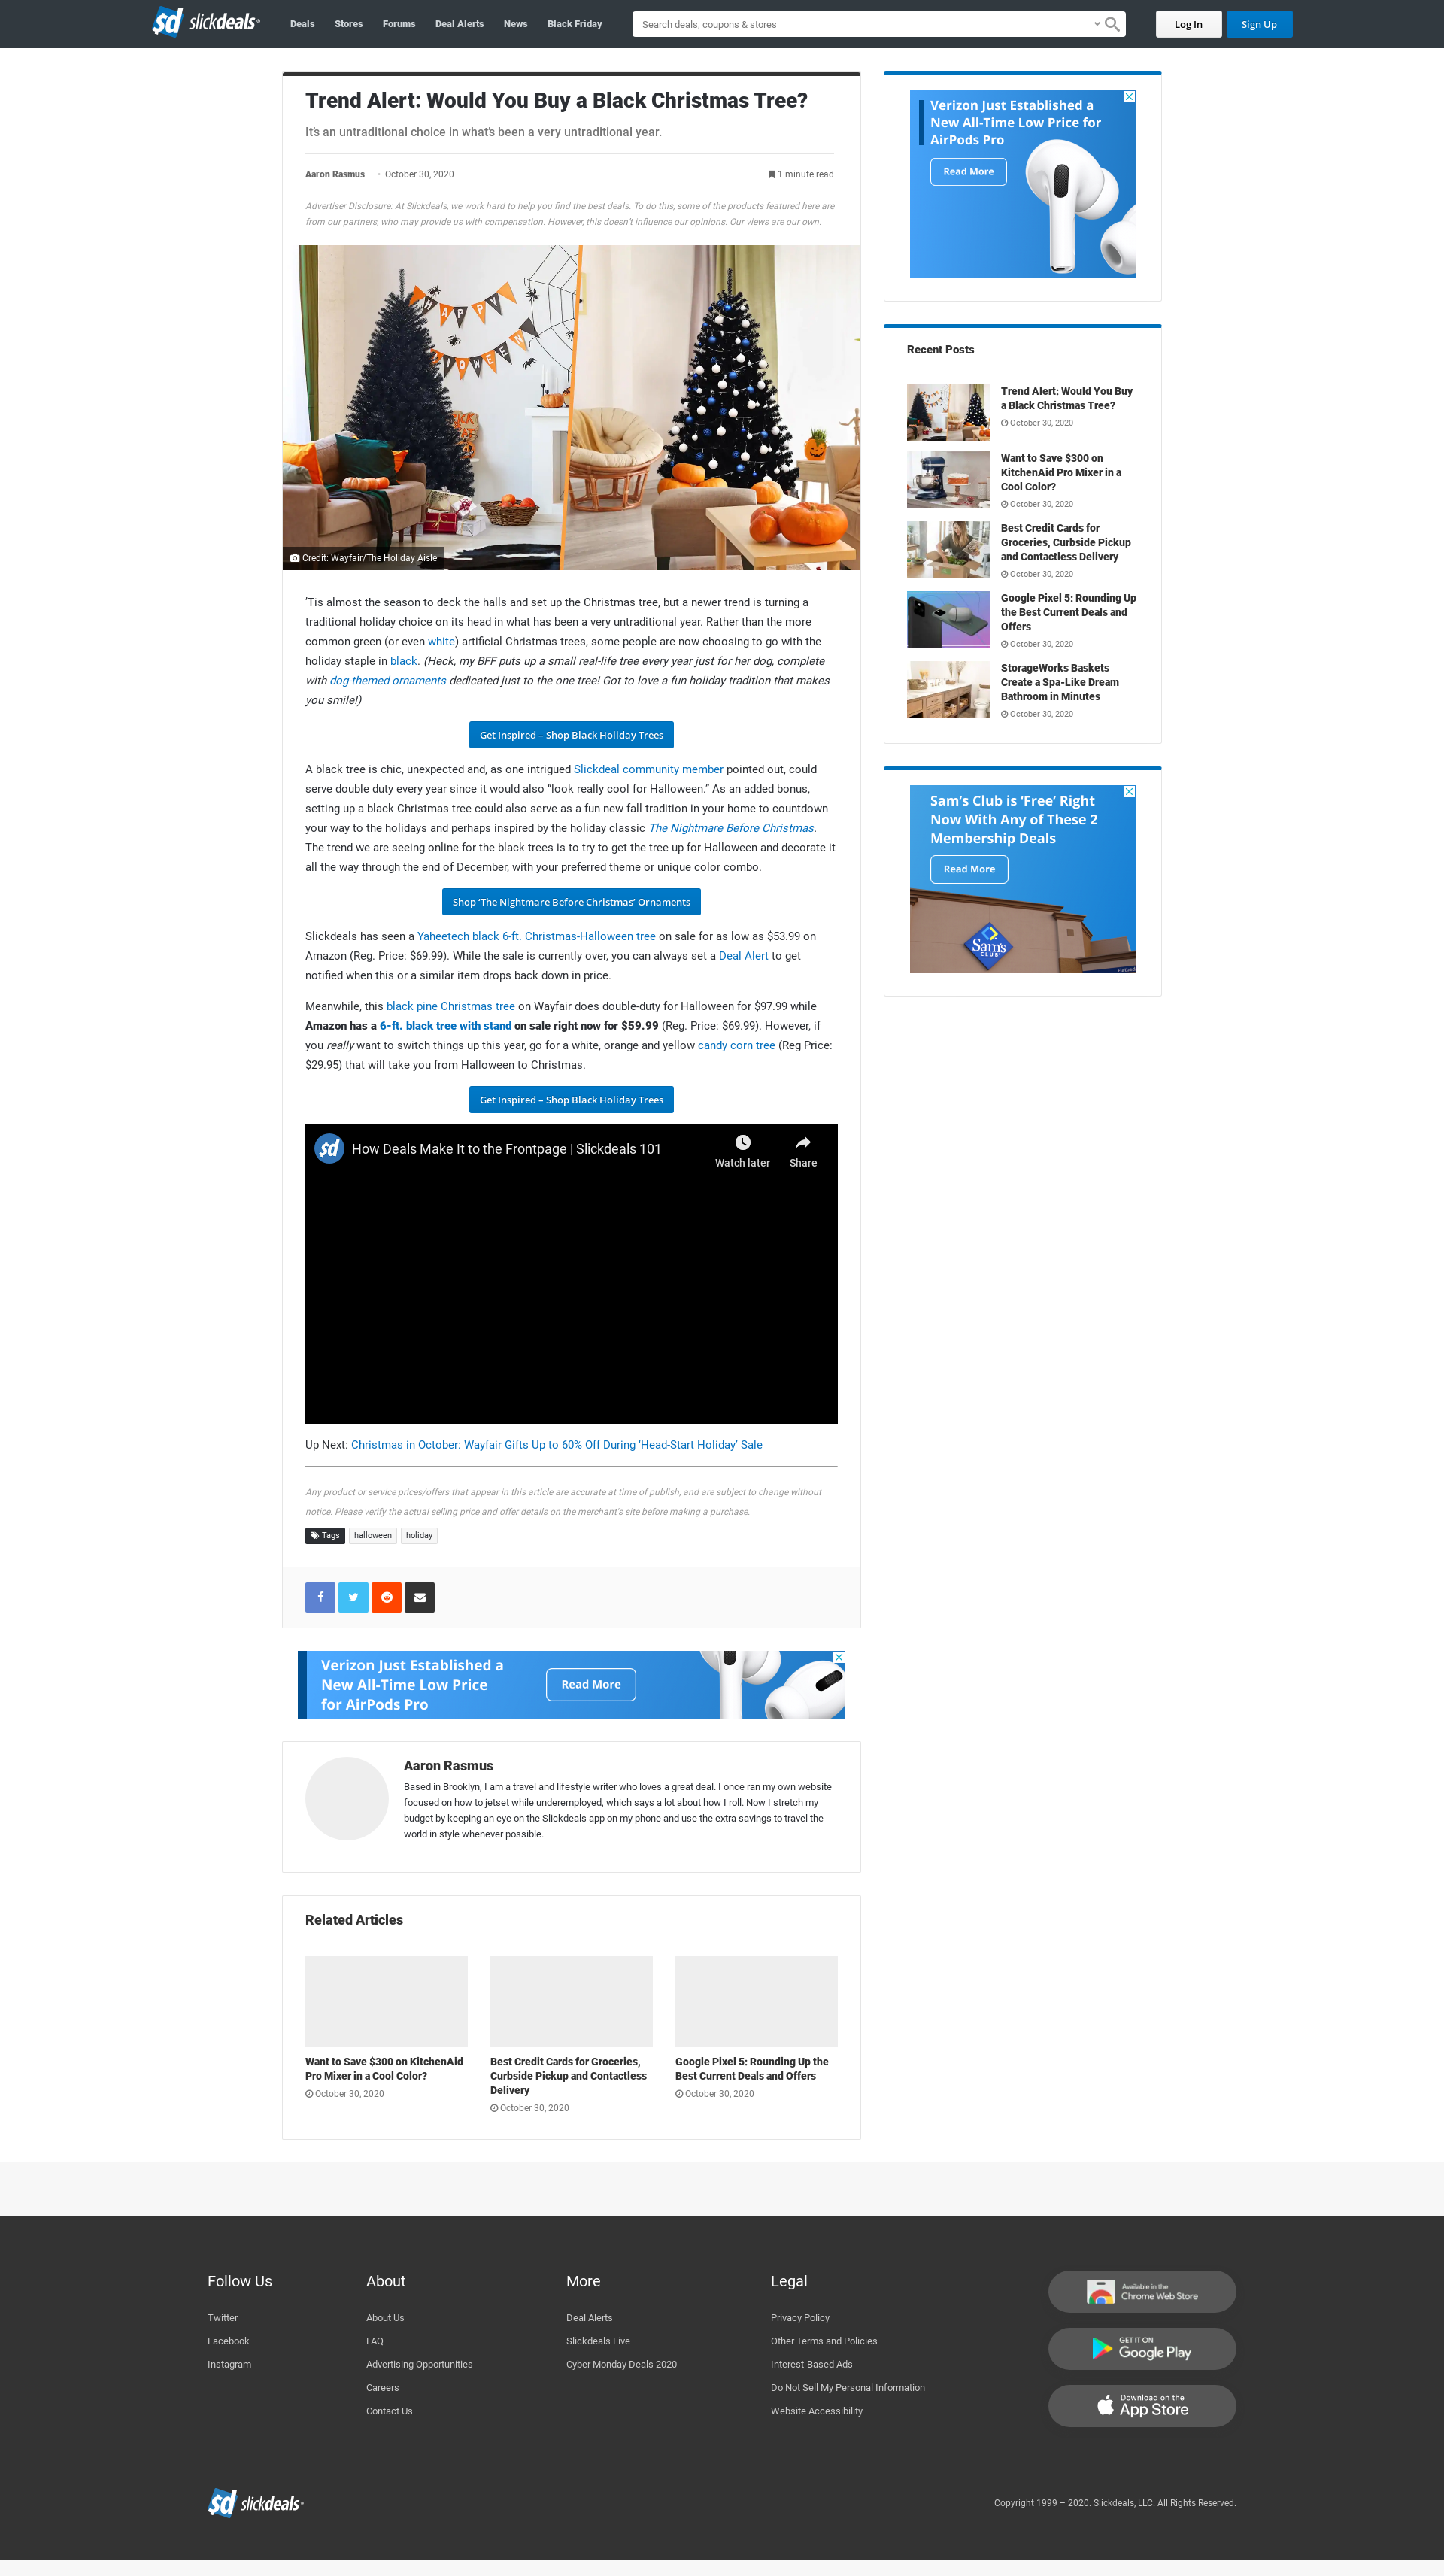 slickdeals
Deals
Stores
Forums
Deal Alerts
News
Black Friday
Search deals, coupons & stores
Log In
Sign Up
Trend Alert: Would You Buy a Black Christmas Tree?
It's an untraditional choice in what's been a very untraditional year.
Aaron Rasmus · October 30, 2020
1 minute read
Advertiser Disclosure: At Slickdeals, we work hard to help you find the best deals. To do this, some of the products featured here are
from our partners, who may provide us with compensation. However, this doesn't influence our opinions. Our views are our own.
HAPPY
HALLOWEEN
TRICK OR TREAT
Credit: Wayfair/The Holiday Aisle
'Tis almost the season to deck the halls and set up the Christmas tree, but a newer trend is turning a
traditional holiday choice on its head in what has been a very untraditional year. Rather than the more
common green (or even white) artificial Christmas trees, some people are now choosing to go with the
holiday staple in black. (Heck, my BFF puts up a small real-life tree every year just for her dog, complete
with dog-themed ornaments dedicated just to the one tree! Got to love a fun holiday tradition that makes
you smile!)
Get Inspired – Shop Black Holiday Trees
A black tree is chic, unexpected and, as one intrigued Slickdeal community member pointed out, could
serve double duty every year since it would also “look really cool for Halloween.” As an added bonus,
setting up a black Christmas tree could also serve as a fun new fall tradition in your home to countdown
your way to the holidays and perhaps inspired by the holiday classic The Nightmare Before Christmas.
The trend we are seeing online for the black trees is to try to get the tree up for Halloween and decorate it
all the way through the end of December, with your preferred theme or unique color combo.
Shop ‘The Nightmare Before Christmas’ Ornaments
Slickdeals has seen a Yaheetech black 6-ft. Christmas-Halloween tree on sale for as low as $53.99 on
Amazon (Reg. Price: $69.99). While the sale is currently over, you can always set a Deal Alert to get
notified when this or a similar item drops back down in price.
Meanwhile, this black pine Christmas tree on Wayfair does double-duty for Halloween for $97.99 while
Amazon has a 6-ft. black tree with stand on sale right now for $59.99 (Reg. Price: $69.99). However, if
you really want to switch things up this year, go for a white, orange and yellow candy corn tree (Reg Price:
$29.95) that will take you from Halloween to Christmas.
Get Inspired – Shop Black Holiday Trees
How Deals Make It to the Frontpage | Slickdeals 101
Watch later
Share
Up Next: Christmas in October: Wayfair Gifts Up to 60% Off During ‘Head-Start Holiday’ Sale
Any product or service prices/offers that appear in this article are accurate at time of publish, and are subject to change without
notice. Please verify the actual selling price and offer details on the merchant's site before making a purchase.
Tags
halloween
holiday
Verizon Just Established a
New All-Time Low Price
for AirPods Pro
Read More
Aaron Rasmus
Based in Brooklyn, I am a travel and lifestyle writer who loves a great deal. I once ran my own website
focused on how to jetset while underemployed, which says a lot about how I roll. Now I stretch my
budget by keeping an eye on the Slickdeals app on my phone and use the extra savings to travel the
world in style whenever possible.
Related Articles
Want to Save $300 on KitchenAid
Pro Mixer in a Cool Color?
October 30, 2020
Best Credit Cards for Groceries,
Curbside Pickup and Contactless
Delivery
October 30, 2020
Google Pixel 5: Rounding Up the
Best Current Deals and Offers
October 30, 2020
Verizon Just Established a
New All-Time Low Price for
AirPods Pro
Read More
Recent Posts
Trend Alert: Would You Buy
a Black Christmas Tree?
October 30, 2020
Want to Save $300 on
KitchenAid Pro Mixer in a
Cool Color?
October 30, 2020
Best Credit Cards for
Groceries, Curbside Pickup
and Contactless Delivery
October 30, 2020
Google Pixel 5: Rounding Up
the Best Current Deals and
Offers
October 30, 2020
StorageWorks Baskets
Create a Spa-Like Dream
Bathroom in Minutes
October 30, 2020
Sam's Club is ‘Free’ Right
Now With Any of These 2
Membership Deals
Read More
Sam's
CLUB
Follow Us
Twitter
Facebook
Instagram
About
About Us
FAQ
Advertising Opportunities
Careers
Contact Us
More
Deal Alerts
Slickdeals Live
Cyber Monday Deals 2020
Legal
Privacy Policy
Other Terms and Policies
Interest-Based Ads
Do Not Sell My Personal Information
Website Accessibility
Available in the
Chrome Web Store
GET IT ON
Google Play
Download on the
App Store
slickdeals
Copyright 1999 – 2020. Slickdeals, LLC. All Rights Reserved.